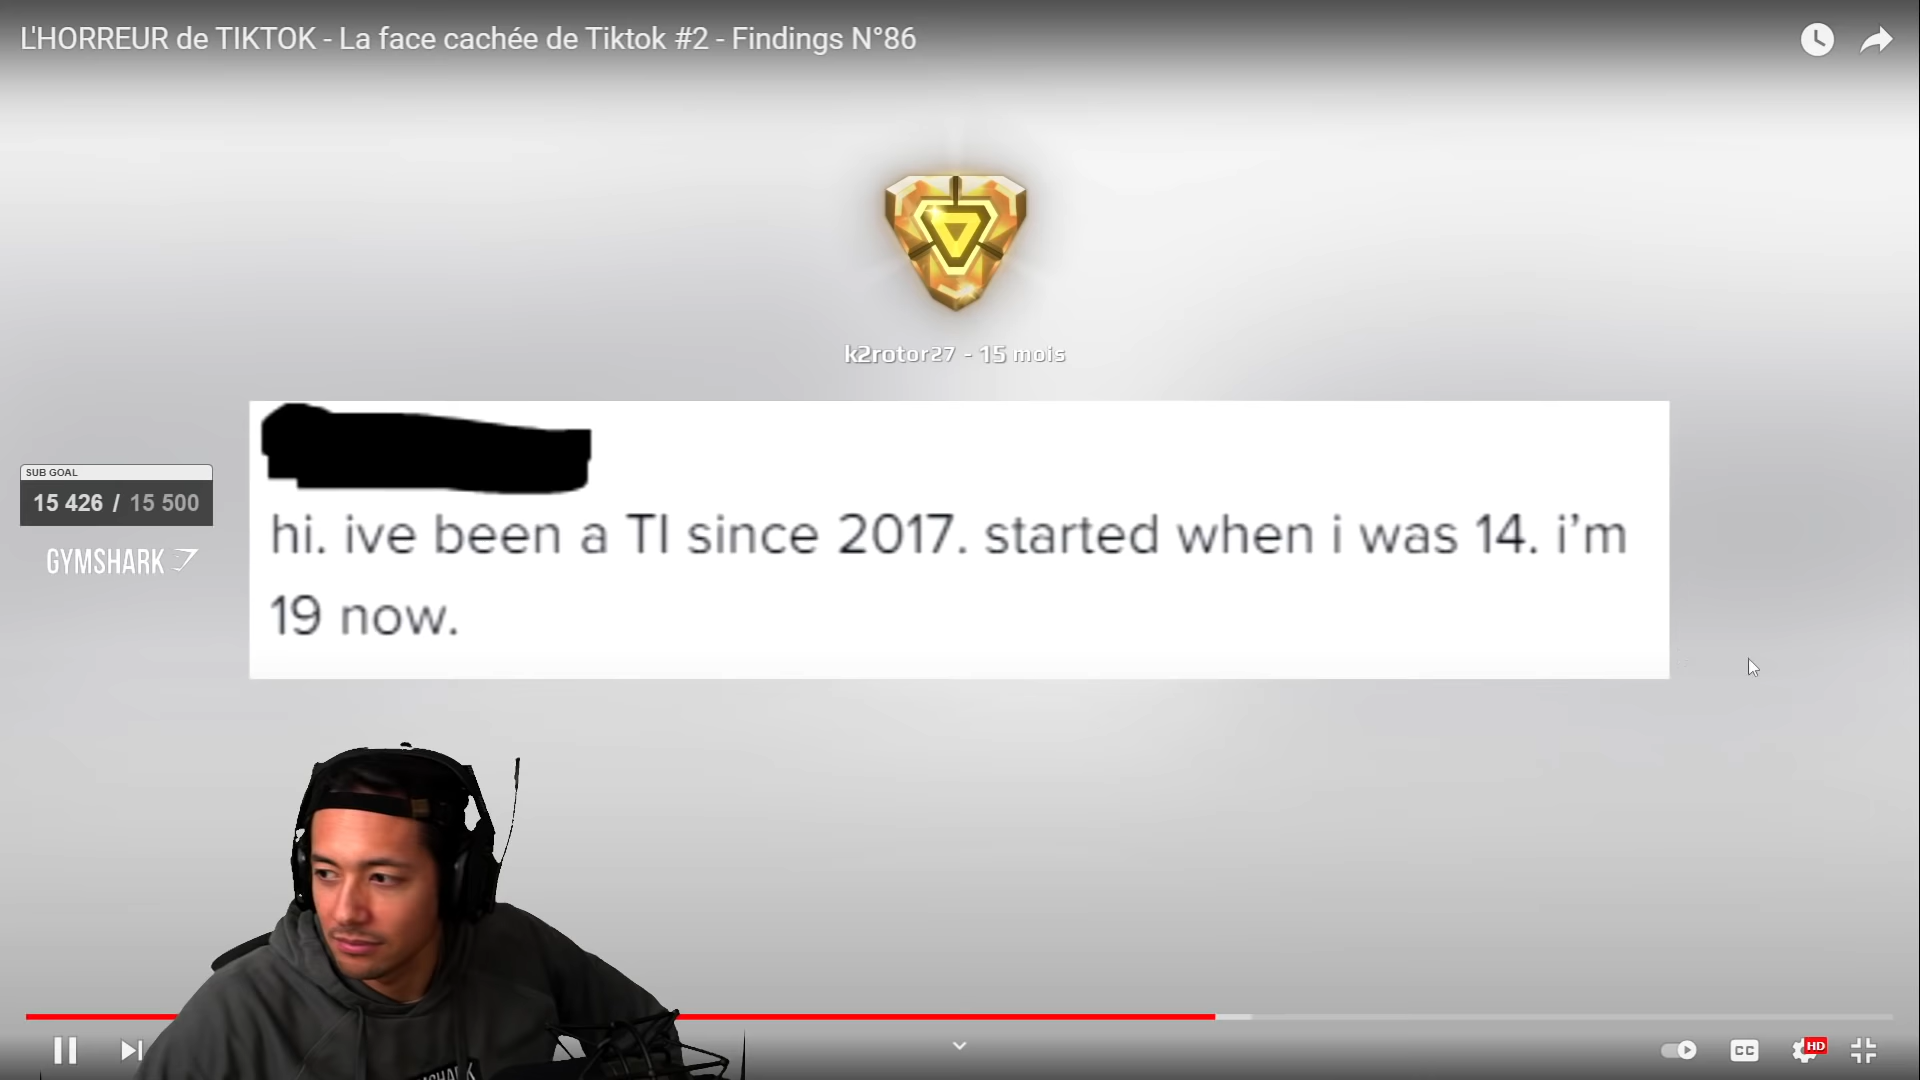 L'HORREUR de TIKTOK - La face cachée de Tiktok #2 - Findings N°86
k2rotor27 - 15 mois
SUB GOAL
15 426 / 15 500
GYMSHARK
hi. ive been a TI since 2017. started when i was 14. i'm
19 now.
CC
HD